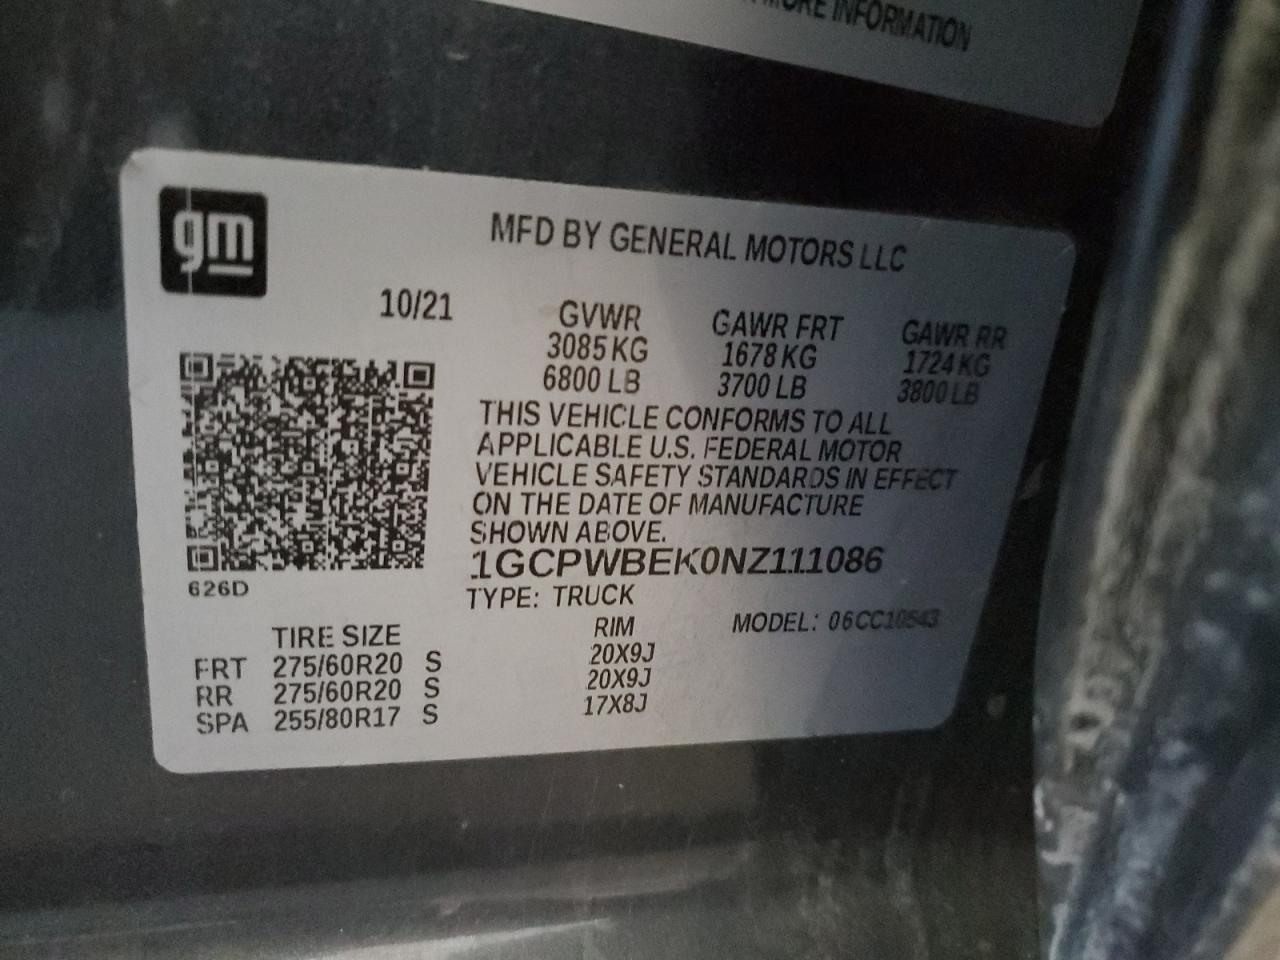 MORE INFORMATION
gm
MFD BY GENERAL MOTORS LLC
10/21
GVWR GAWR FRT GAWR RR
3085 KG 1678 KG 1724 KG
6800 LB 3700 LB 3800 LB
THIS VEHICLE CONFORMS TO ALL
APPLICABLE U.S. FEDERAL MOTOR
VEHICLE SAFETY STANDARDS IN EFFECT
ON THE DATE OF MANUFACTURE
SHOWN ABOVE.
1GCPWBEK0NZ111086
626D
TYPE: TRUCK
MODEL: 06CC10543
TIRE SIZE RIM
FRT 275/60R20 S 20X9J
RR 275/60R20 S 20X9J
SPA 255/80R17 S 17X8J